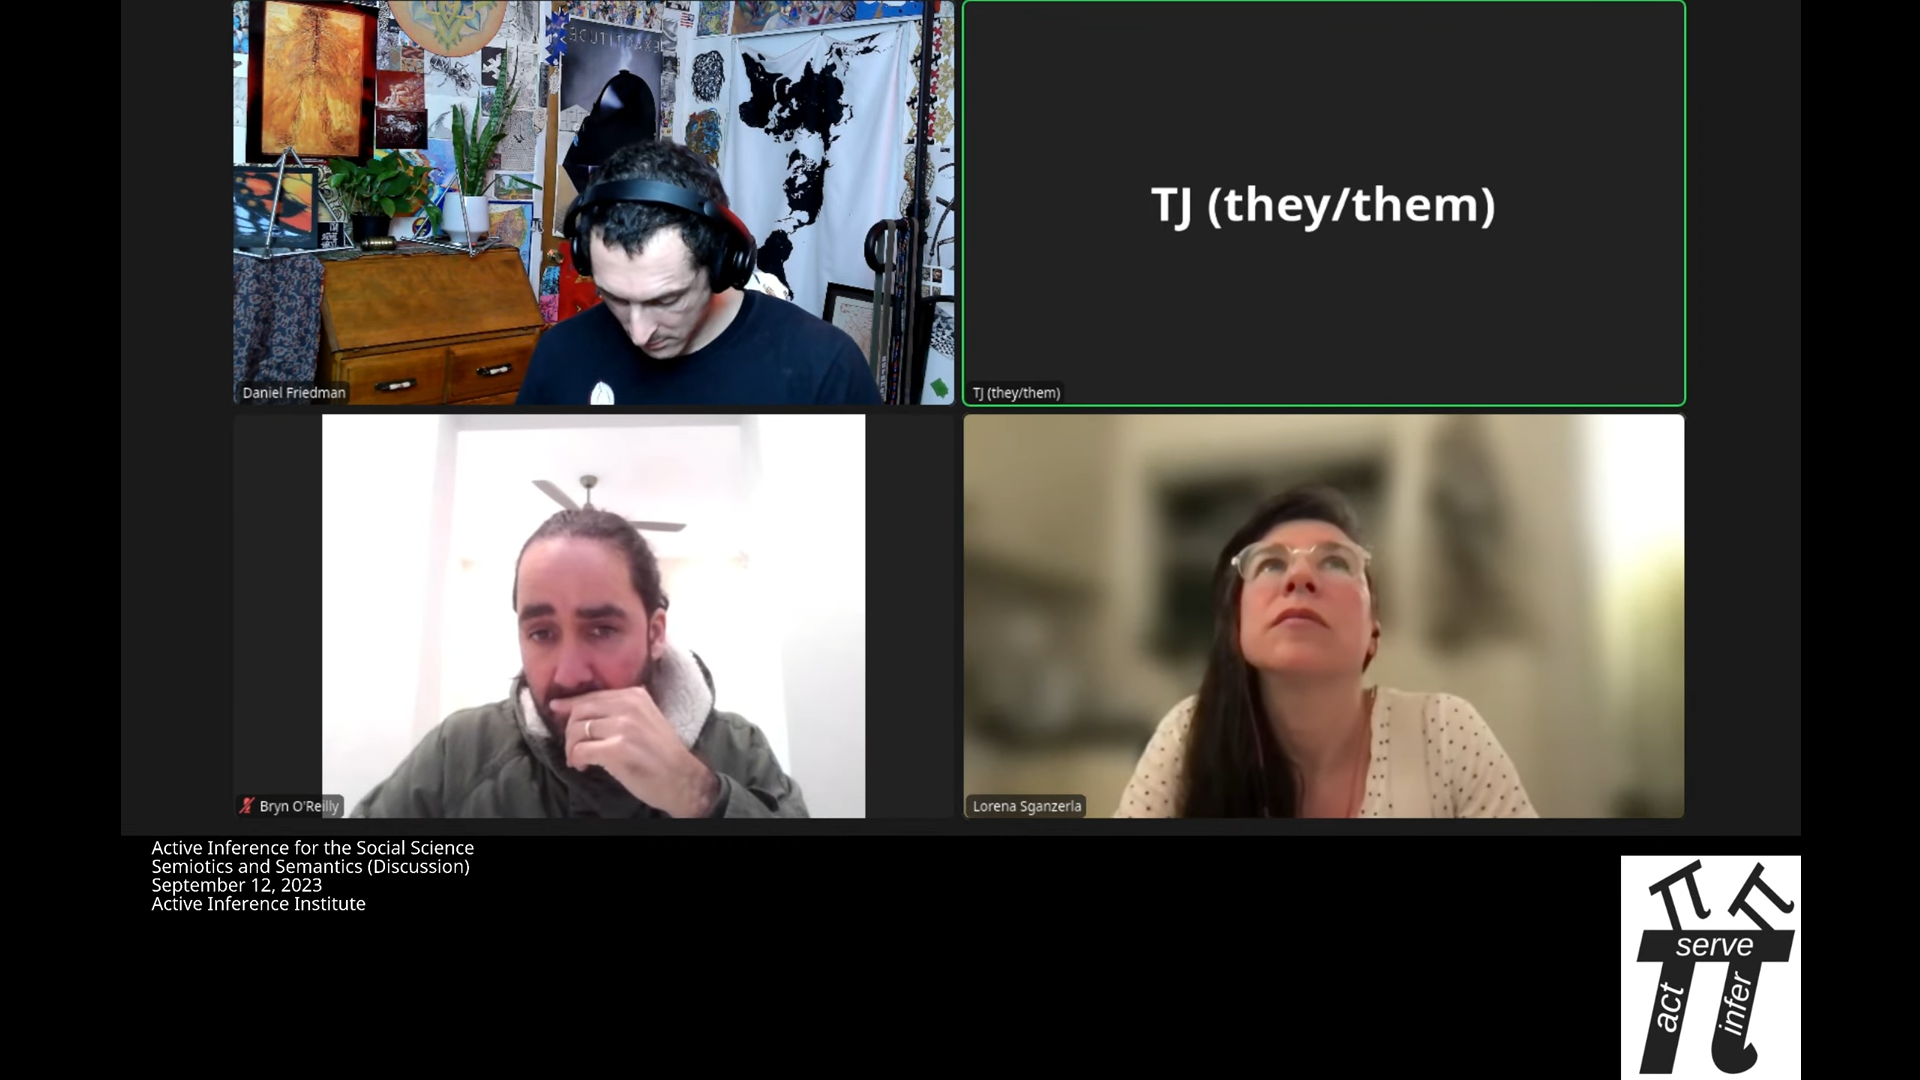 TJ (they/them)
Daniel Friedman
TJ (they/them)
Bryn O'Reilly
Lorena Sganzerla
Active Inference for the Social Science
Semiotics and Semantics (Discussion)
September 12, 2023
Active Inference Institute
serve
act
infer